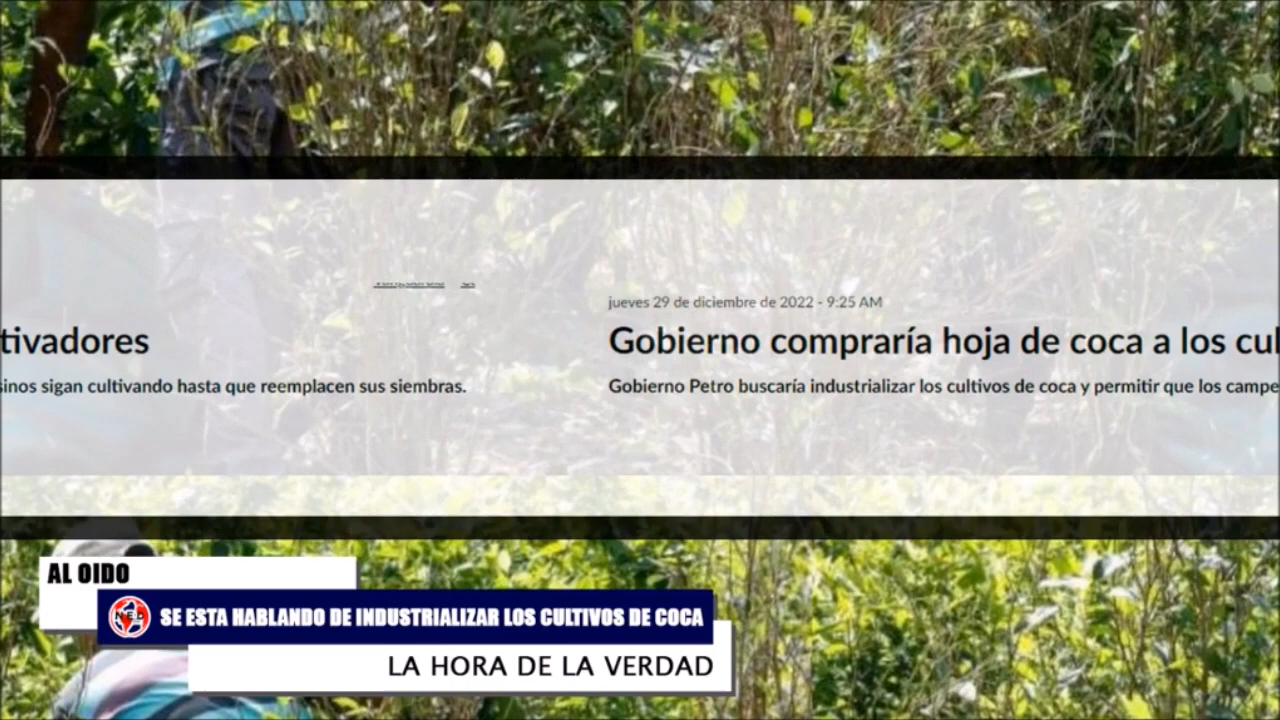 jueves 29 de diciembre de 2022 - 9:25 AM
tivadores
Gobierno compraría hoja de coca a los cul
sinos sigan cultivando hasta que reemplacen sus siembras.
Gobierno Petro buscaría industrializar los cultivos de coca y permitir que los campe
AL OIDO
SE ESTA HABLANDO DE INDUSTRIALIZAR LOS CULTIVOS DE COCA
LA HORA DE LA VERDAD